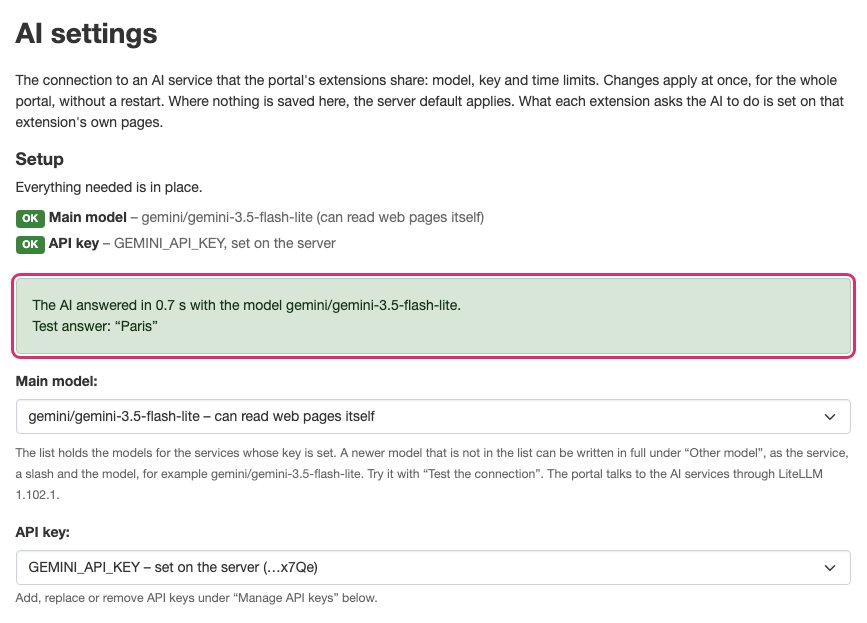 AI settings
The connection to an AI service that the portal's extensions share: model, key and time limits. Changes apply at once, for the whole
portal, without a restart. Where nothing is saved here, the server default applies. What each extension asks the AI to do is set on that
extension's own pages.
Setup
Everything needed is in place.
OK Main model – gemini/gemini-3.5-flash-lite (can read web pages itself)
OK API key – GEMINI_API_KEY, set on the server
The AI answered in 0.7 s with the model gemini/gemini-3.5-flash-lite.
Test answer: “Paris”
Main model:
gemini/gemini-3.5-flash-lite – can read web pages itself
The list holds the models for the services whose key is set. A newer model that is not in the list can be written in full under “Other model”, as the service,
a slash and the model, for example gemini/gemini-3.5-flash-lite. Try it with “Test the connection”. The portal talks to the AI services through LiteLLM
1.102.1.
API key:
GEMINI_API_KEY – set on the server (…x7Qe)
Add, replace or remove API keys under “Manage API keys” below.